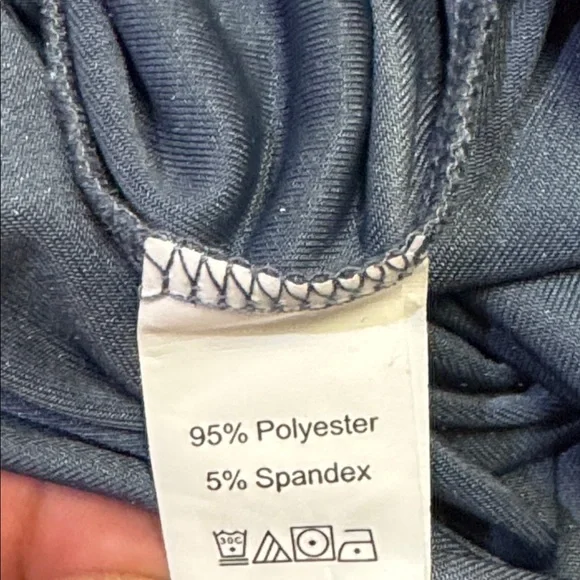 95% Polyester
5% Spandex
30C